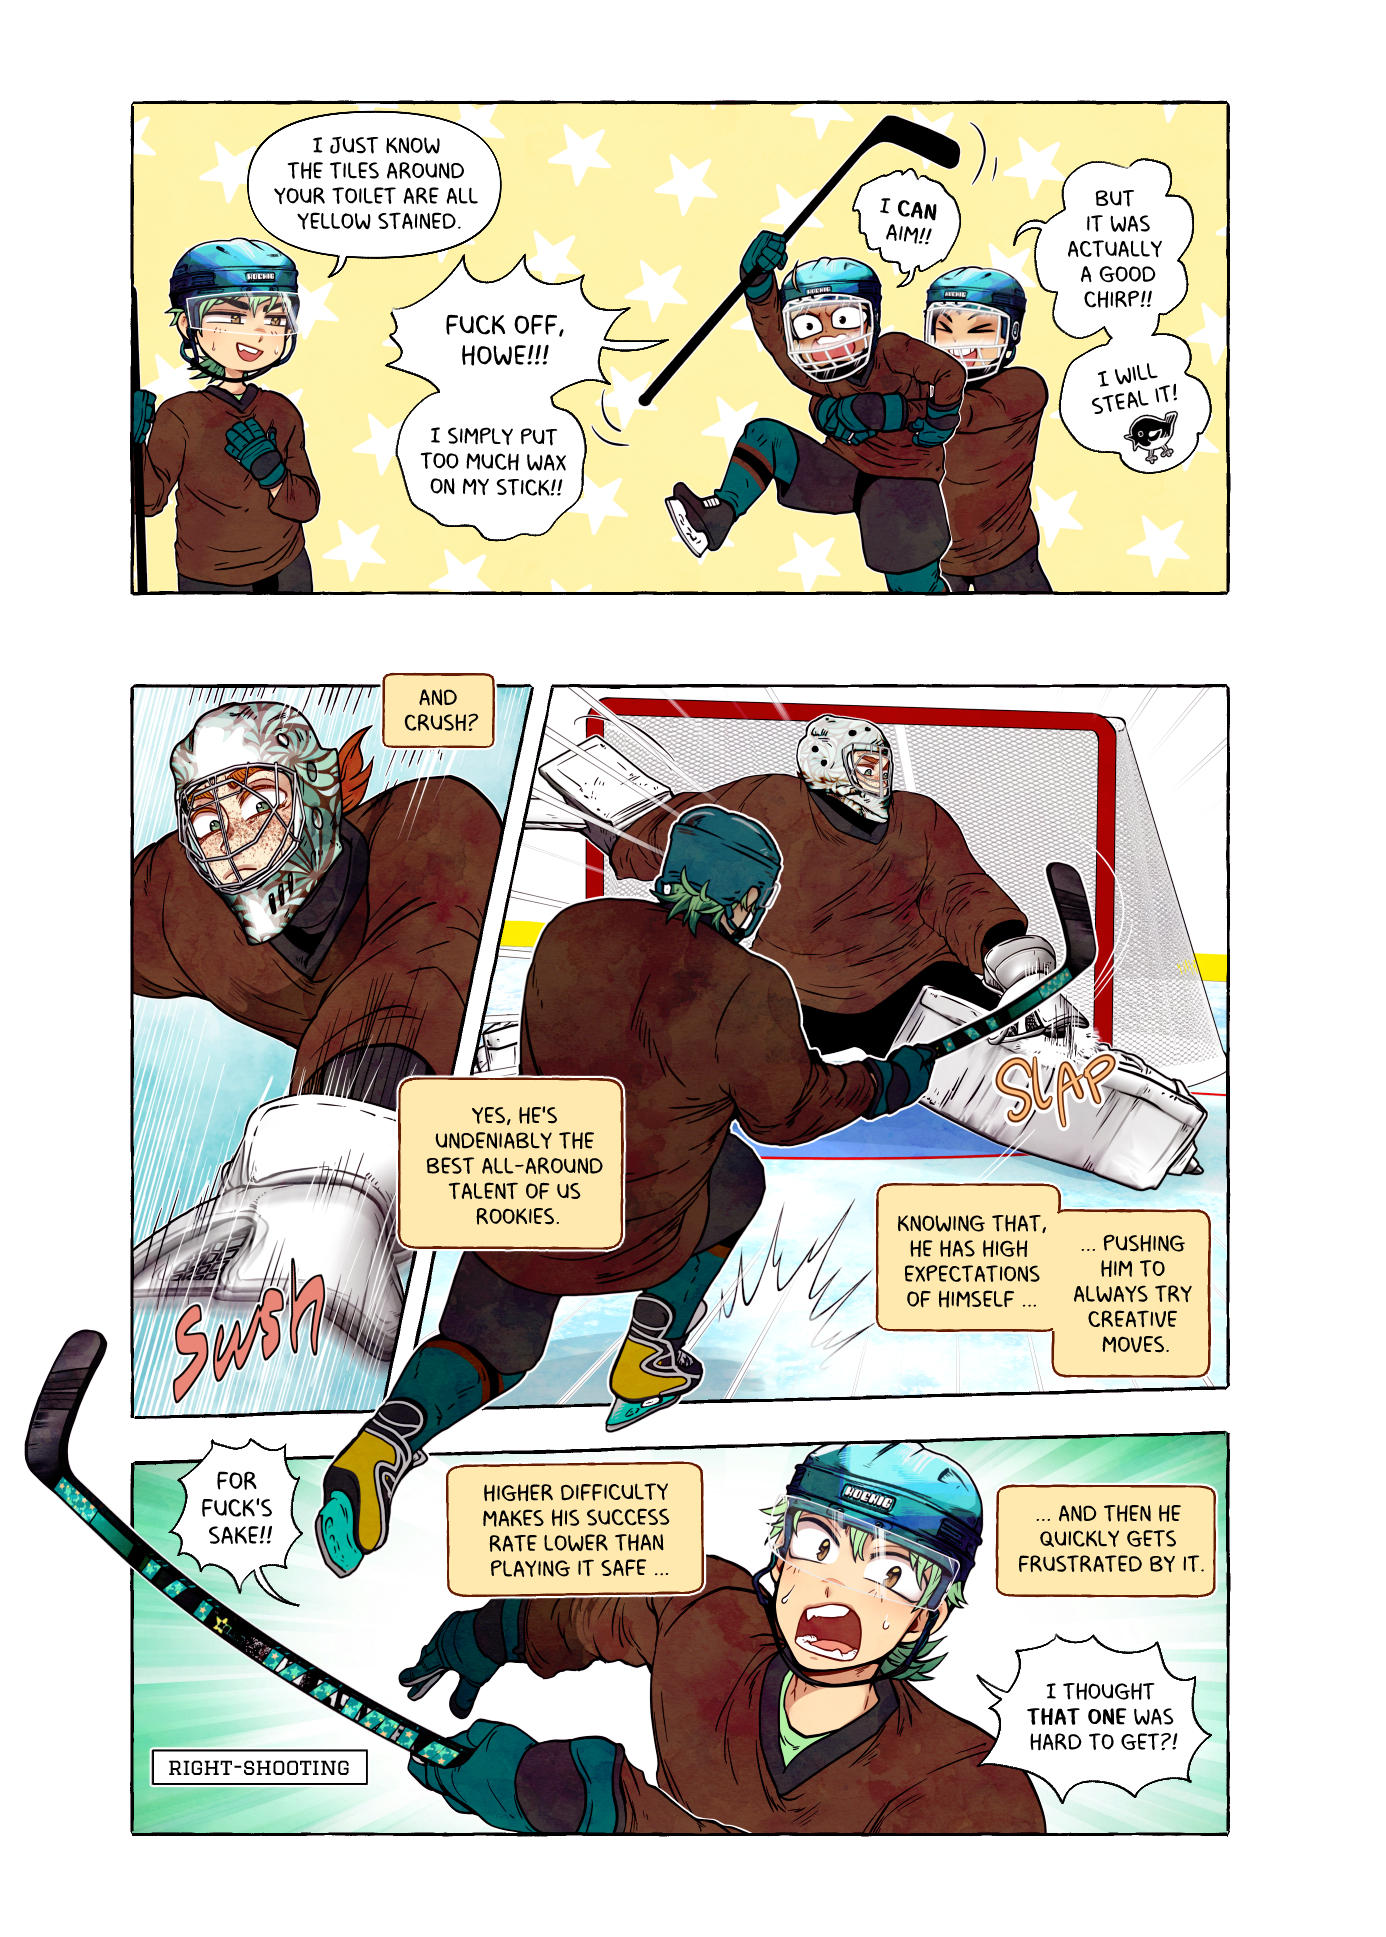 I JUST KNOW
THE TILES AROUND
YOUR TOILET ARE ALL
YELLOW STAINED.
FUCK OFF,
HOWE!!!
I SIMPLY PUT
TOO MUCH WAX
ON MY STICK!!
I CAN
AIM!!
BUT
IT WAS
ACTUALLY
A GOOD
CHIRP!!
I WILL
STEAL IT!
KOENIG
KOENIG
KOENIG
AND
CRUSH?
SWSH
YES, HE'S
UNDENIABLY THE
BEST ALL-AROUND
TALENT OF US
ROOKIES.
SLAP
KNOWING THAT,
HE HAS HIGH
EXPECTATIONS
OF HIMSELF ...
... PUSHING
HIM TO
ALWAYS TRY
CREATIVE
MOVES.
FOR
FUCK'S
SAKE!!
HIGHER DIFFICULTY
MAKES HIS SUCCESS
RATE LOWER THAN
PLAYING IT SAFE ...
KOENIG
... AND THEN HE
QUICKLY GETS
FRUSTRATED BY IT.
I THOUGHT
THAT ONE WAS
HARD TO GET?!
RIGHT-SHOOTING